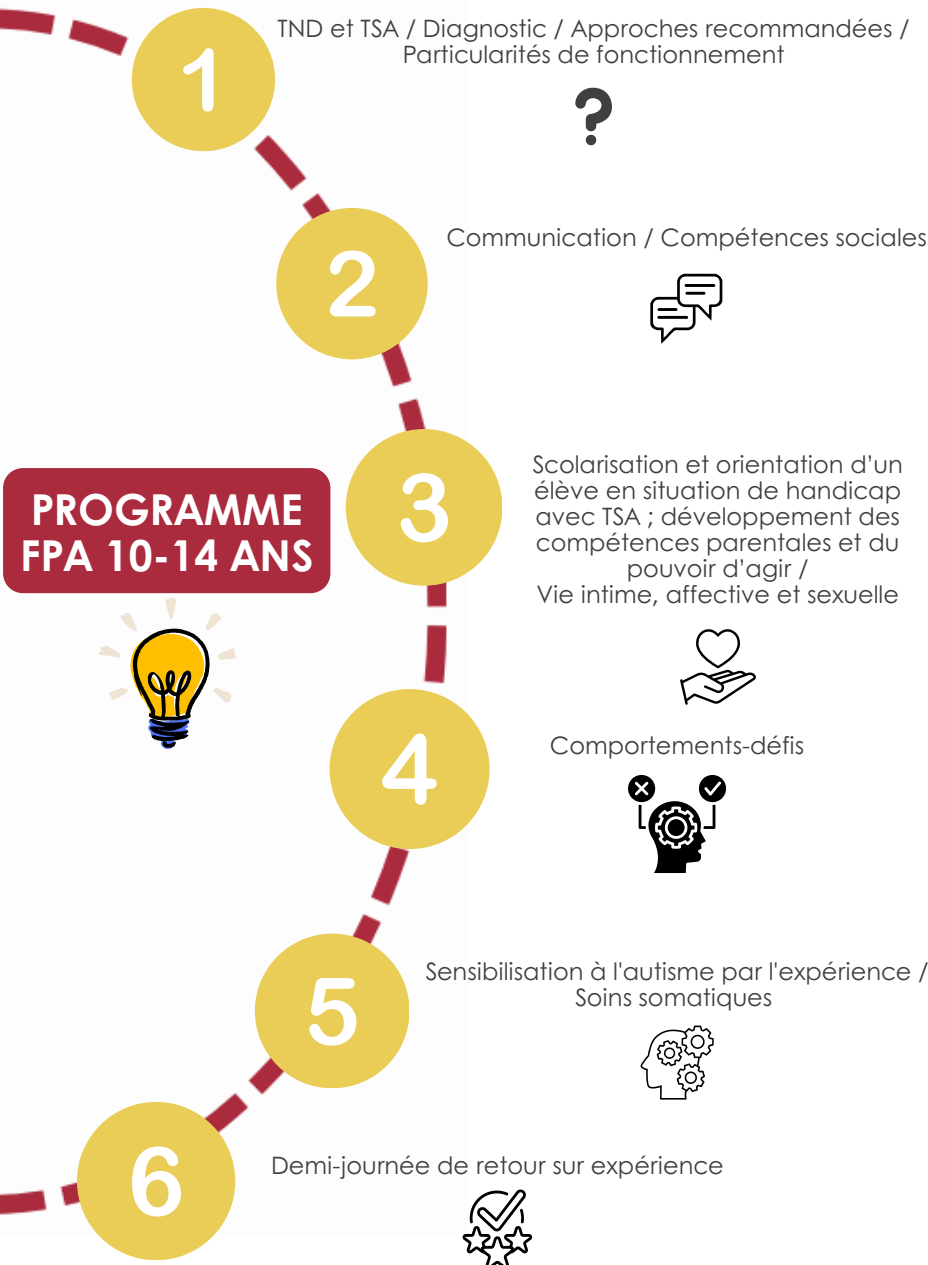 1
TND et TSA / Diagnostic / Approches recommandées /
Particularités de fonctionnement
?
2
Communication / Compétences sociales
3
Scolarisation et orientation d’un
élève en situation de handicap
avec TSA ; développement des
compétences parentales et du
pouvoir d’agir /
Vie intime, affective et sexuelle
PROGRAMME
FPA 10-14 ANS
4
Comportements-défis
5
Sensibilisation à l'autisme par l'expérience /
Soins somatiques
6
Demi-journée de retour sur expérience